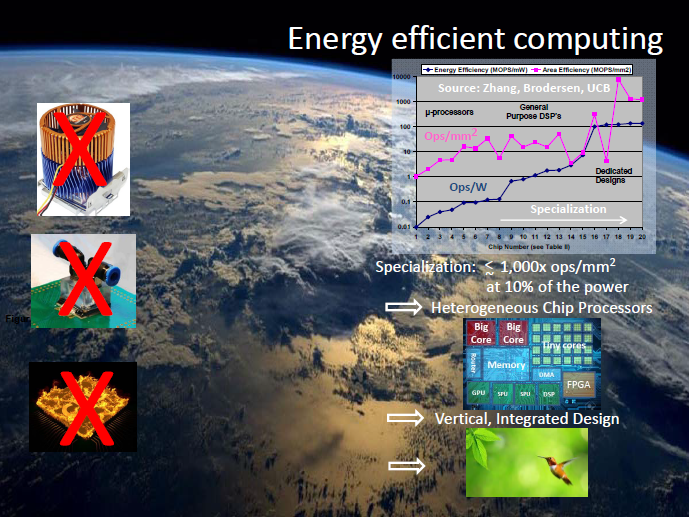 Energy efficient computing
Energy Efficiency (MOPS/mW) Area Efficiency (MOPS/mm2)
Source: Zhang, Brodersen, UCB
10000
1000
100
10
1
0.1
0.01
µ-processors
General
Purpose DSP's
Ops/mm²
Ops/W
Dedicated
Designs
Specialization
1 2 3 4 5 6 7 8 9 10 11 12 13 14 15 16 17 18 19 20
Chip Number (see Table II)
X
Specialization: ≲ 1,000x ops/mm²
at 10% of the power
Heterogeneous Chip Processors
X
Big
Core
Big
Core
Tiny cores
Router
Memory
DMA
GPU
SPU
SPU
DSP
FPGA
X
Vertical, Integrated Design